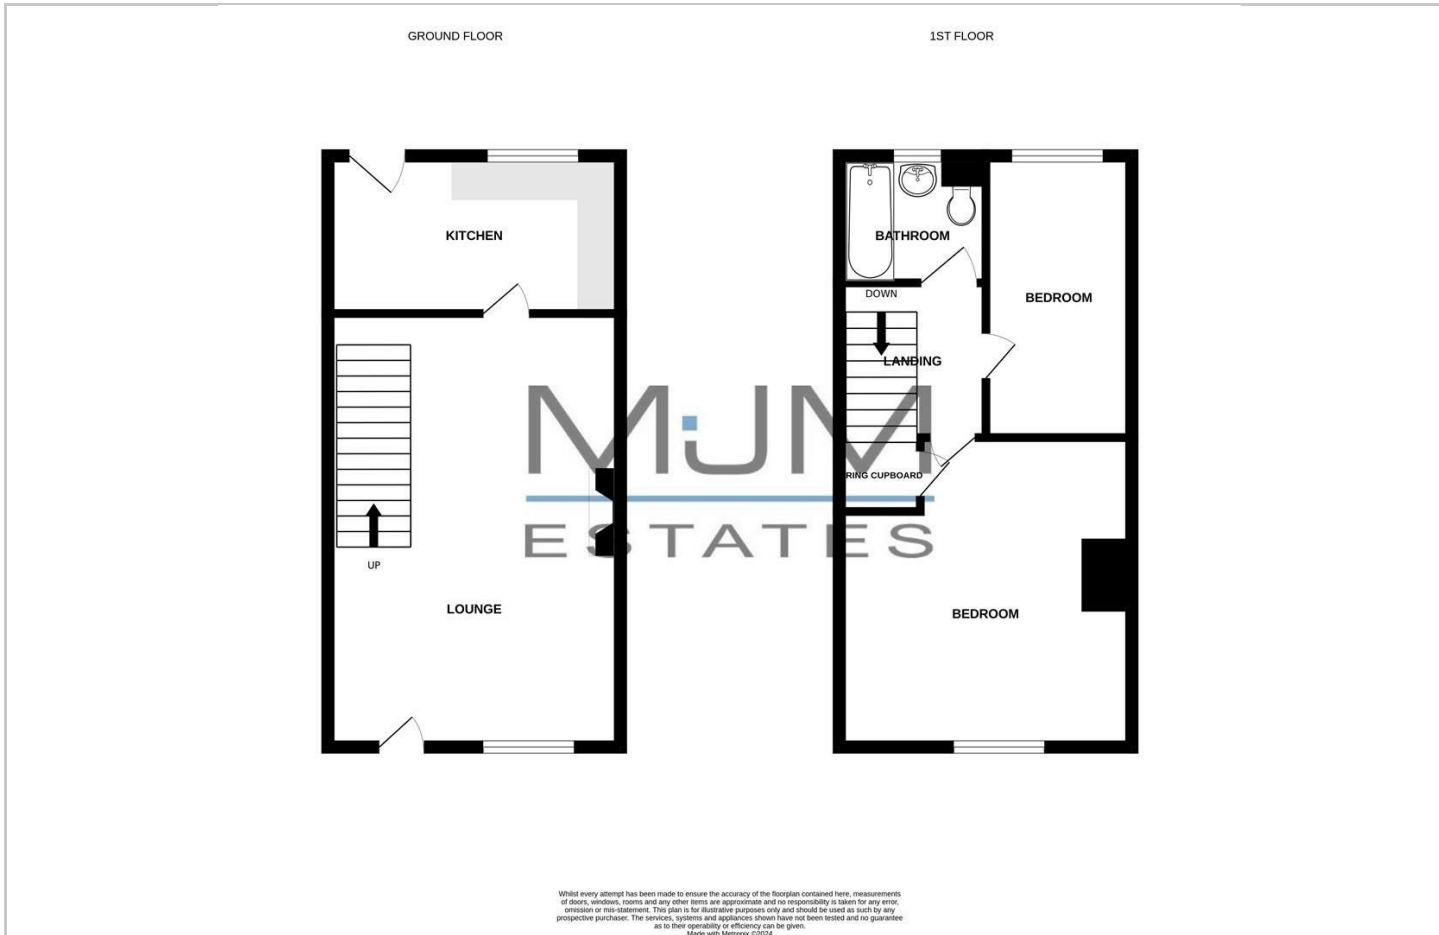 GROUND FLOOR
1ST FLOOR
KITCHEN
UP
LOUNGE
BATHROOM
DOWN
LANDING
BEDROOM
RING CUPBOARD
BEDROOM
MJM
ESTATES
Whilst every attempt has been made to ensure the accuracy of the floorplan contained here, measurements
of doors, windows, rooms and any other items are approximate and no responsibility is taken for any error,
omission or mis-statement. This plan is for illustrative purposes only and should be used as such by any
prospective purchaser. The services, systems and appliances shown have not been tested and no guarantee
as to their operability or efficiency can be given.
Made with Metropix ©2024